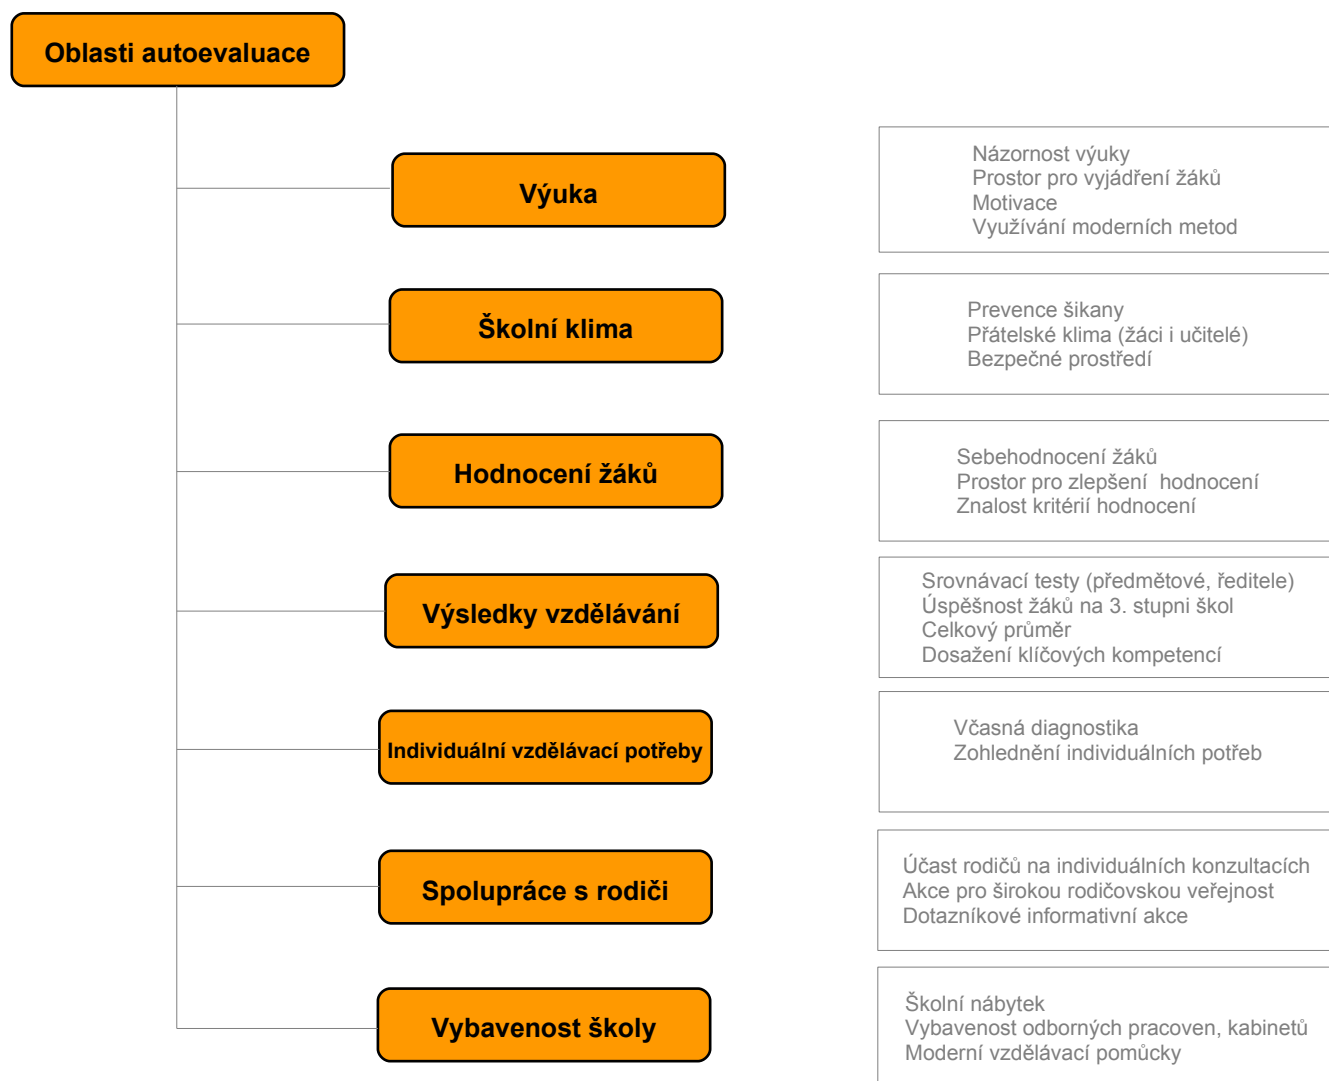 Oblasti autoevaluace
Výuka
Názornost výuky
Prostor pro vyjádření žáků
Motivace
Využívání moderních metod
Školní klima
Prevence šikany
Přátelské klima (žáci i učitelé)
Bezpečné prostředí
Hodnocení žáků
Sebehodnocení žáků
Prostor pro zlepšení  hodnocení
Znalost kritérií hodnocení
Výsledky vzdělávání
Srovnávací testy (předmětové, ředitele)
Úspěšnost žáků na 3. stupni škol
Celkový průměr
Dosažení klíčových kompetencí
Individuální vzdělávací potřeby
Včasná diagnostika
Zohlednění individuálních potřeb
Spolupráce s rodiči
Účast rodičů na individuálních konzultacích
Akce pro širokou rodičovskou veřejnost
Dotazníkové informativní akce
Vybavenost školy
Školní nábytek
Vybavenost odborných pracoven, kabinetů
Moderní vzdělávací pomůcky